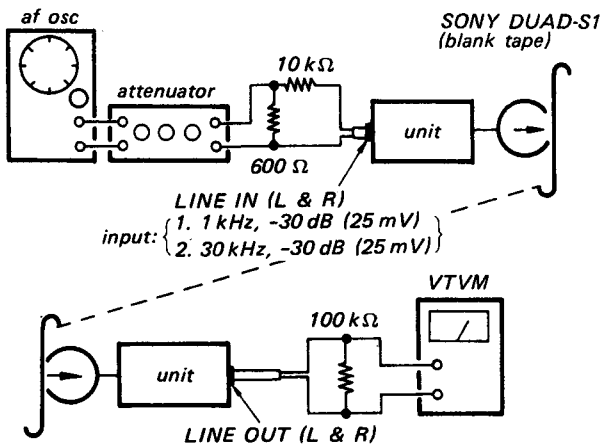 af osc
SONY DUAD-S1
(blank tape)
attenuator
10 kΩ
unit
600 Ω
LINE IN (L & R)
input: { 1. 1 kHz, -30 dB (25 mV)
2. 30 kHz, -30 dB (25 mV) }
VTVM
100 kΩ
unit
LINE OUT (L & R)